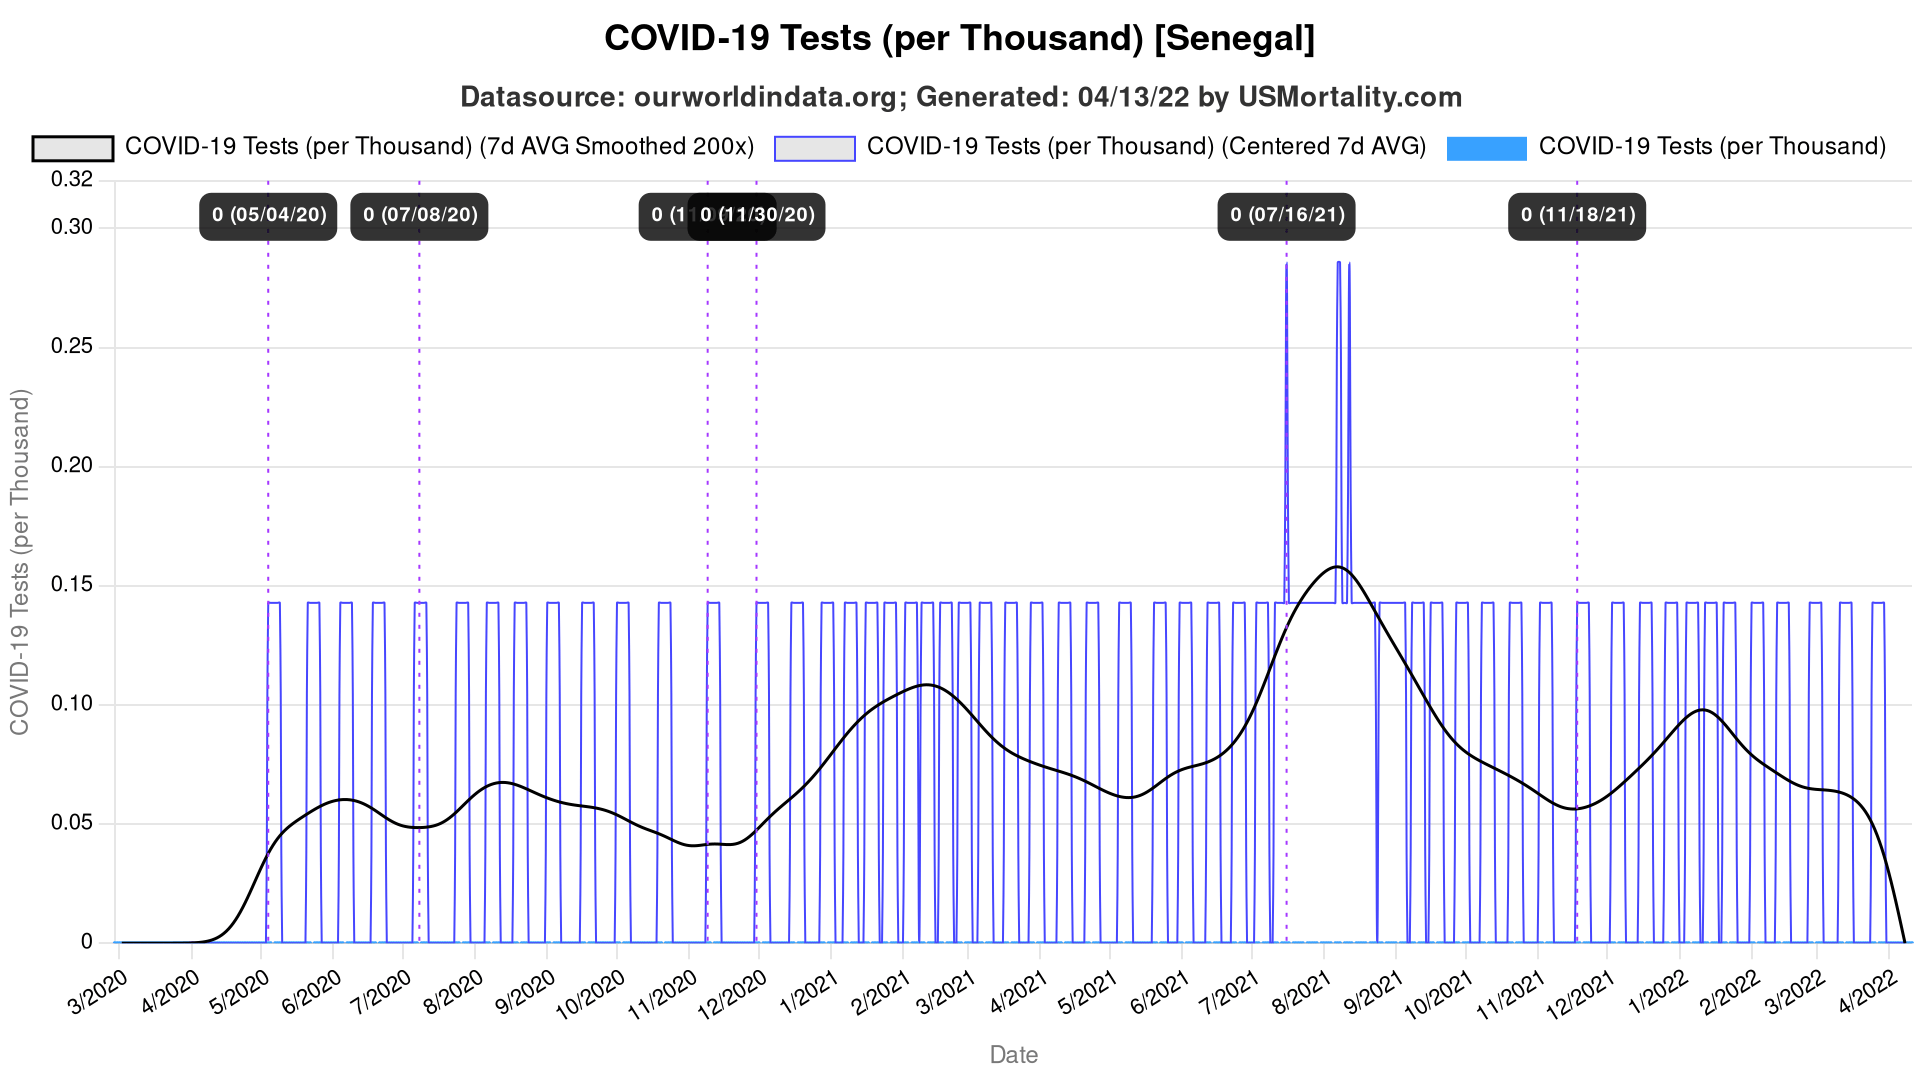 COVID-19 Tests (per Thousand) [Senegal]
Datasource: ourworldindata.org; Generated: 04/13/22 by USMortality.com
COVID-19 Tests (per Thousand) (7d AVG Smoothed 200x) COVID-19 Tests (per Thousand) (Centered 7d AVG) COVID-19 Tests (per Thousand)
0.32
0 (05/04/20) 0 (07/08/20) 0 (11 0 (11/30/20) 0 (07/16/21) 0 (11/18/21)
0.30
0.25
0.20
0.15
0.10
0.05
0
COVID-19 Tests (per Thousand)
3/2020 4/2020 5/2020 6/2020 7/2020 8/2020 9/2020 10/2020 11/2020 12/2020 1/2021 2/2021 3/2021 4/2021 5/2021 6/2021 7/2021 8/2021 9/2021 10/2021 11/2021 12/2021 1/2022 2/2022 3/2022 4/2022
Date